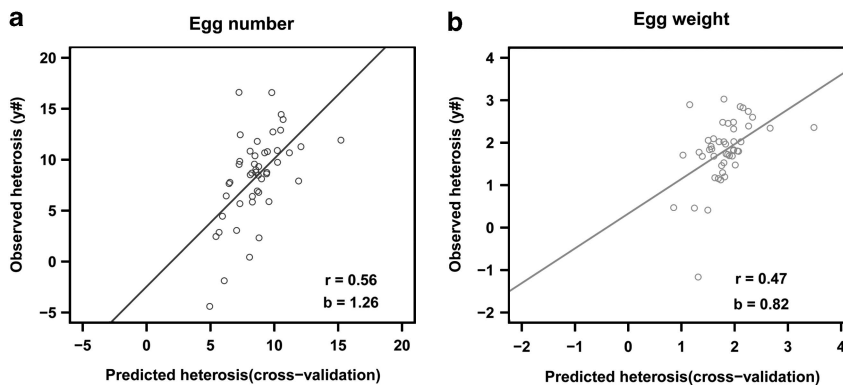 a
Egg number
Observed heterosis (y#)
20
15
10
5
0
−5
−5
0
5
10
15
20
r = 0.56
b = 1.26
Predicted heterosis(cross−validation)
b
Egg weight
Observed heterosis (y#)
4
3
2
1
0
−1
−2
−2
−1
0
1
2
3
4
r = 0.47
b = 0.82
Predicted heterosis(cross−validation)